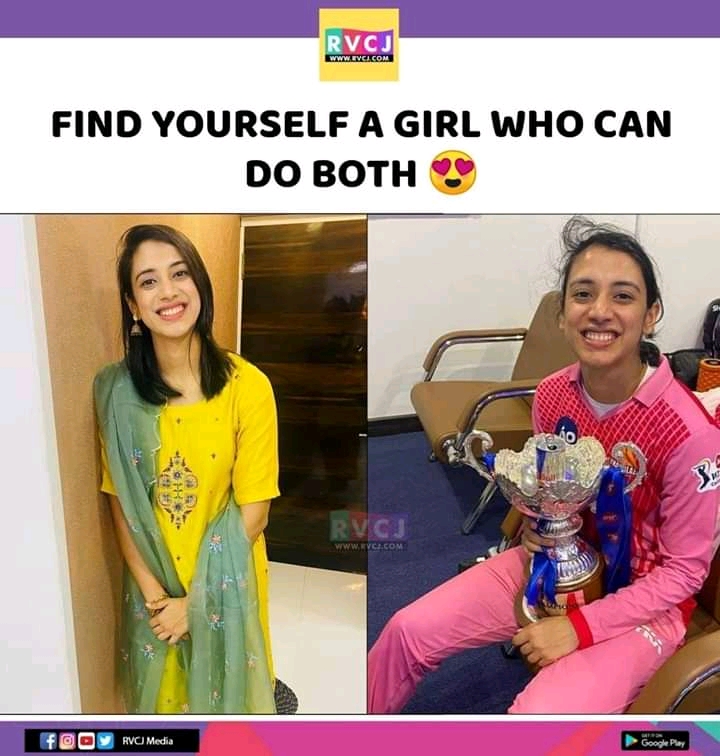 RVCJ
WWW.RVCJ.COM
FIND YOURSELF A GIRL WHO CAN
DO BOTH 😍
RVCJ
WWW.RVCJ.COM
RVCJ Media
GET IT ON
Google Play